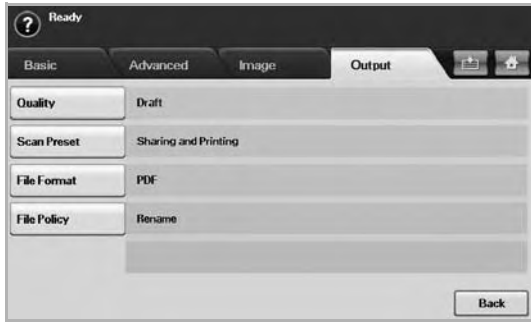 ? Ready
Basic Advanced Image Output
Quality Draft
Scan Preset Sharing and Printing
File Format PDF
File Policy Rename
Back